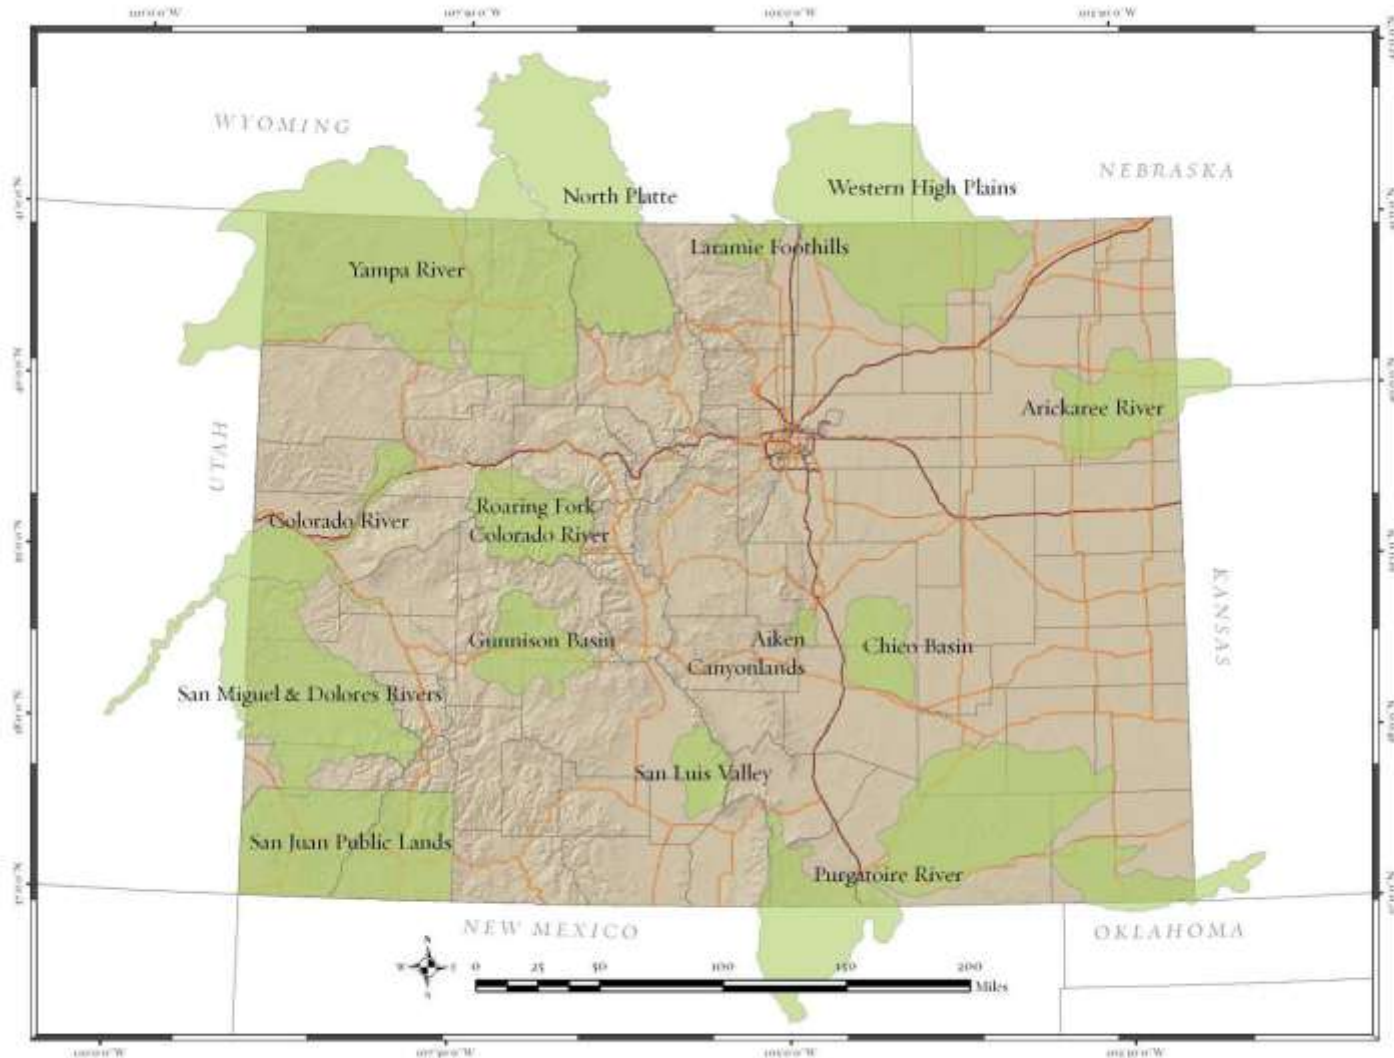 WYOMING
NEBRASKA
North Platte
Western High Plains
Laramie Foothills
Yampa River
Arickaree River
UTAH
Roaring Fork
Colorado River
Colorado River
KANSAS
Gunnison Basin
Aiken
Canyonlands
Chico Basin
San Miguel & Dolores Rivers
San Luis Valley
San Juan Public Lands
Purgatoire River
NEW MEXICO
OKLAHOMA
N
W E
S
0 25 50 100 150 200
Miles